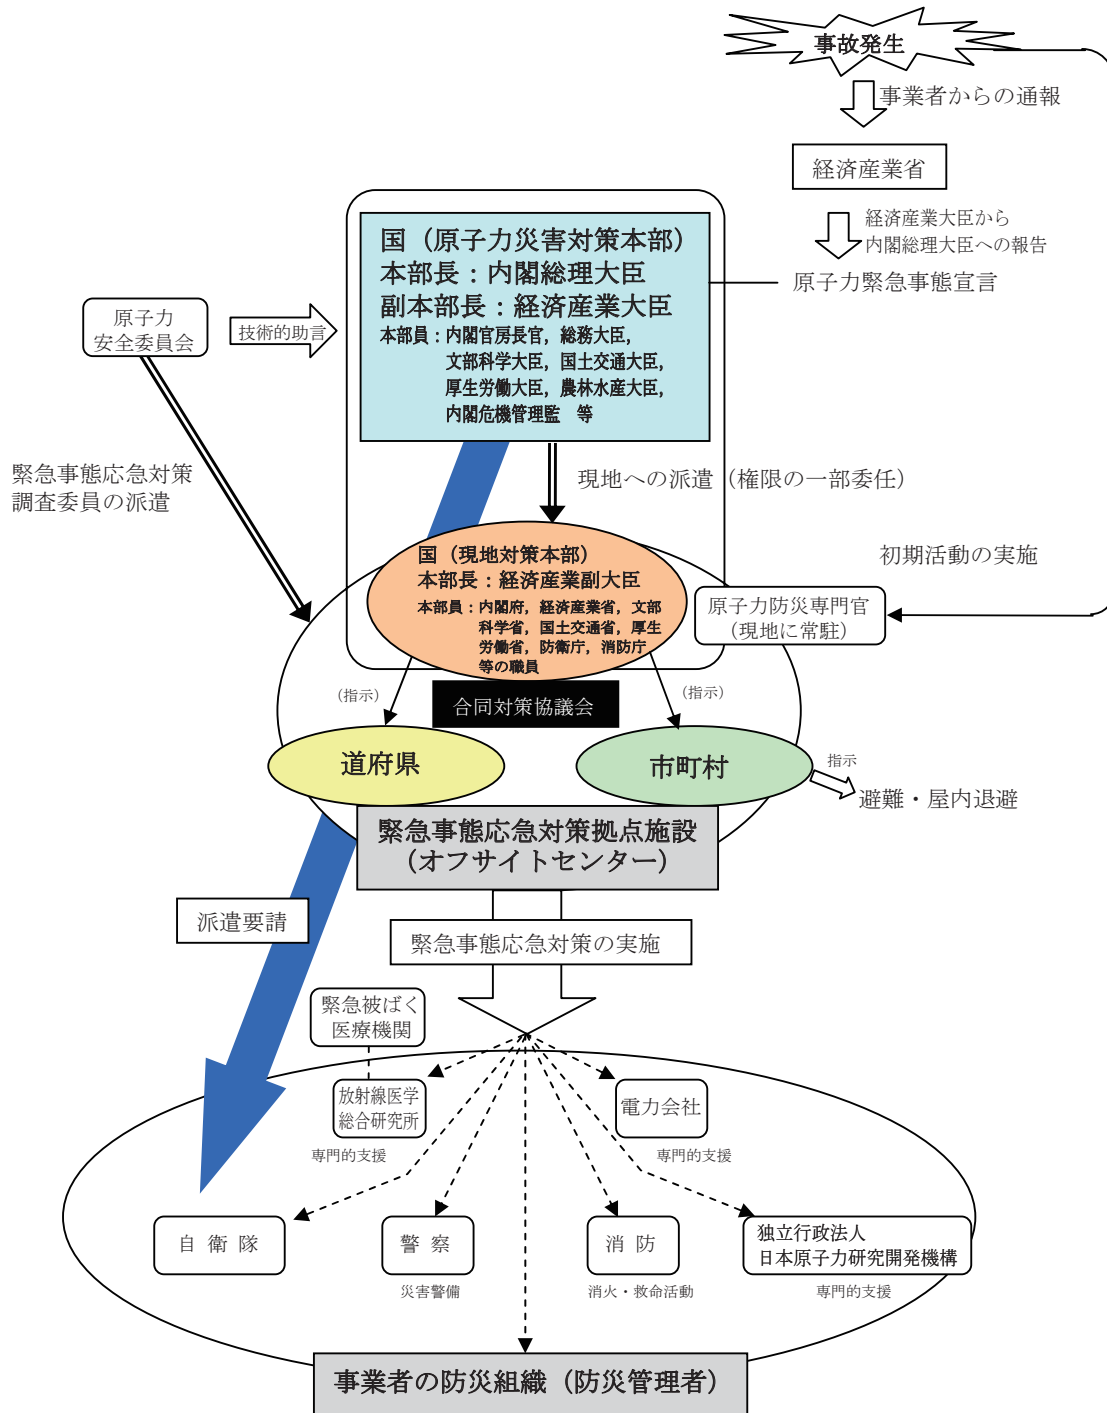 事故発生
事業者からの通報
経済産業省
経済産業大臣から
内閣総理大臣への報告
原子力緊急事態宣言
国（原子力災害対策本部）
本部長：内閣総理大臣
副本部長：経済産業大臣
本部員：内閣官房長官，総務大臣，
文部科学大臣，国土交通大臣，
厚生労働大臣，農林水産大臣，
内閣危機管理監　等
原子力
安全委員会
技術的助言
緊急事態応急対策
調査委員の派遣
現地への派遣（権限の一部委任）
国（現地対策本部）
本部長：経済産業副大臣
本部員：内閣府，経済産業省，文部
科学省，国土交通省，厚生
労働省，防衛庁，消防庁
等の職員
初期活動の実施
原子力防災専門官
（現地に常駐）
（指示）
合同対策協議会
（指示）
道府県
市町村
指示
避難・屋内退避
緊急事態応急対策拠点施設
（オフサイトセンター）
派遣要請
緊急事態応急対策の実施
緊急被ばく
医療機関
放射線医学
総合研究所
専門的支援
電力会社
専門的支援
自 衛 隊
警 察
災害警備
消 防
消火・救命活動
独立行政法人
日本原子力研究開発機構
専門的支援
事業者の防災組織（防災管理者）